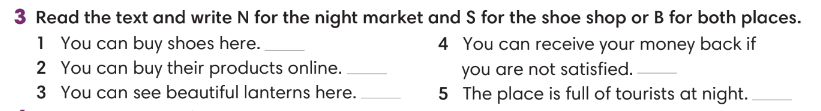 3 Read the text and write N for the night market and S for the shoe shop or B for both places.
1 You can buy shoes here. ____
2 You can buy their products online. ____
3 You can see beautiful lanterns here. ____
4 You can receive your money back if
you are not satisfied. ____
5 The place is full of tourists at night. ____